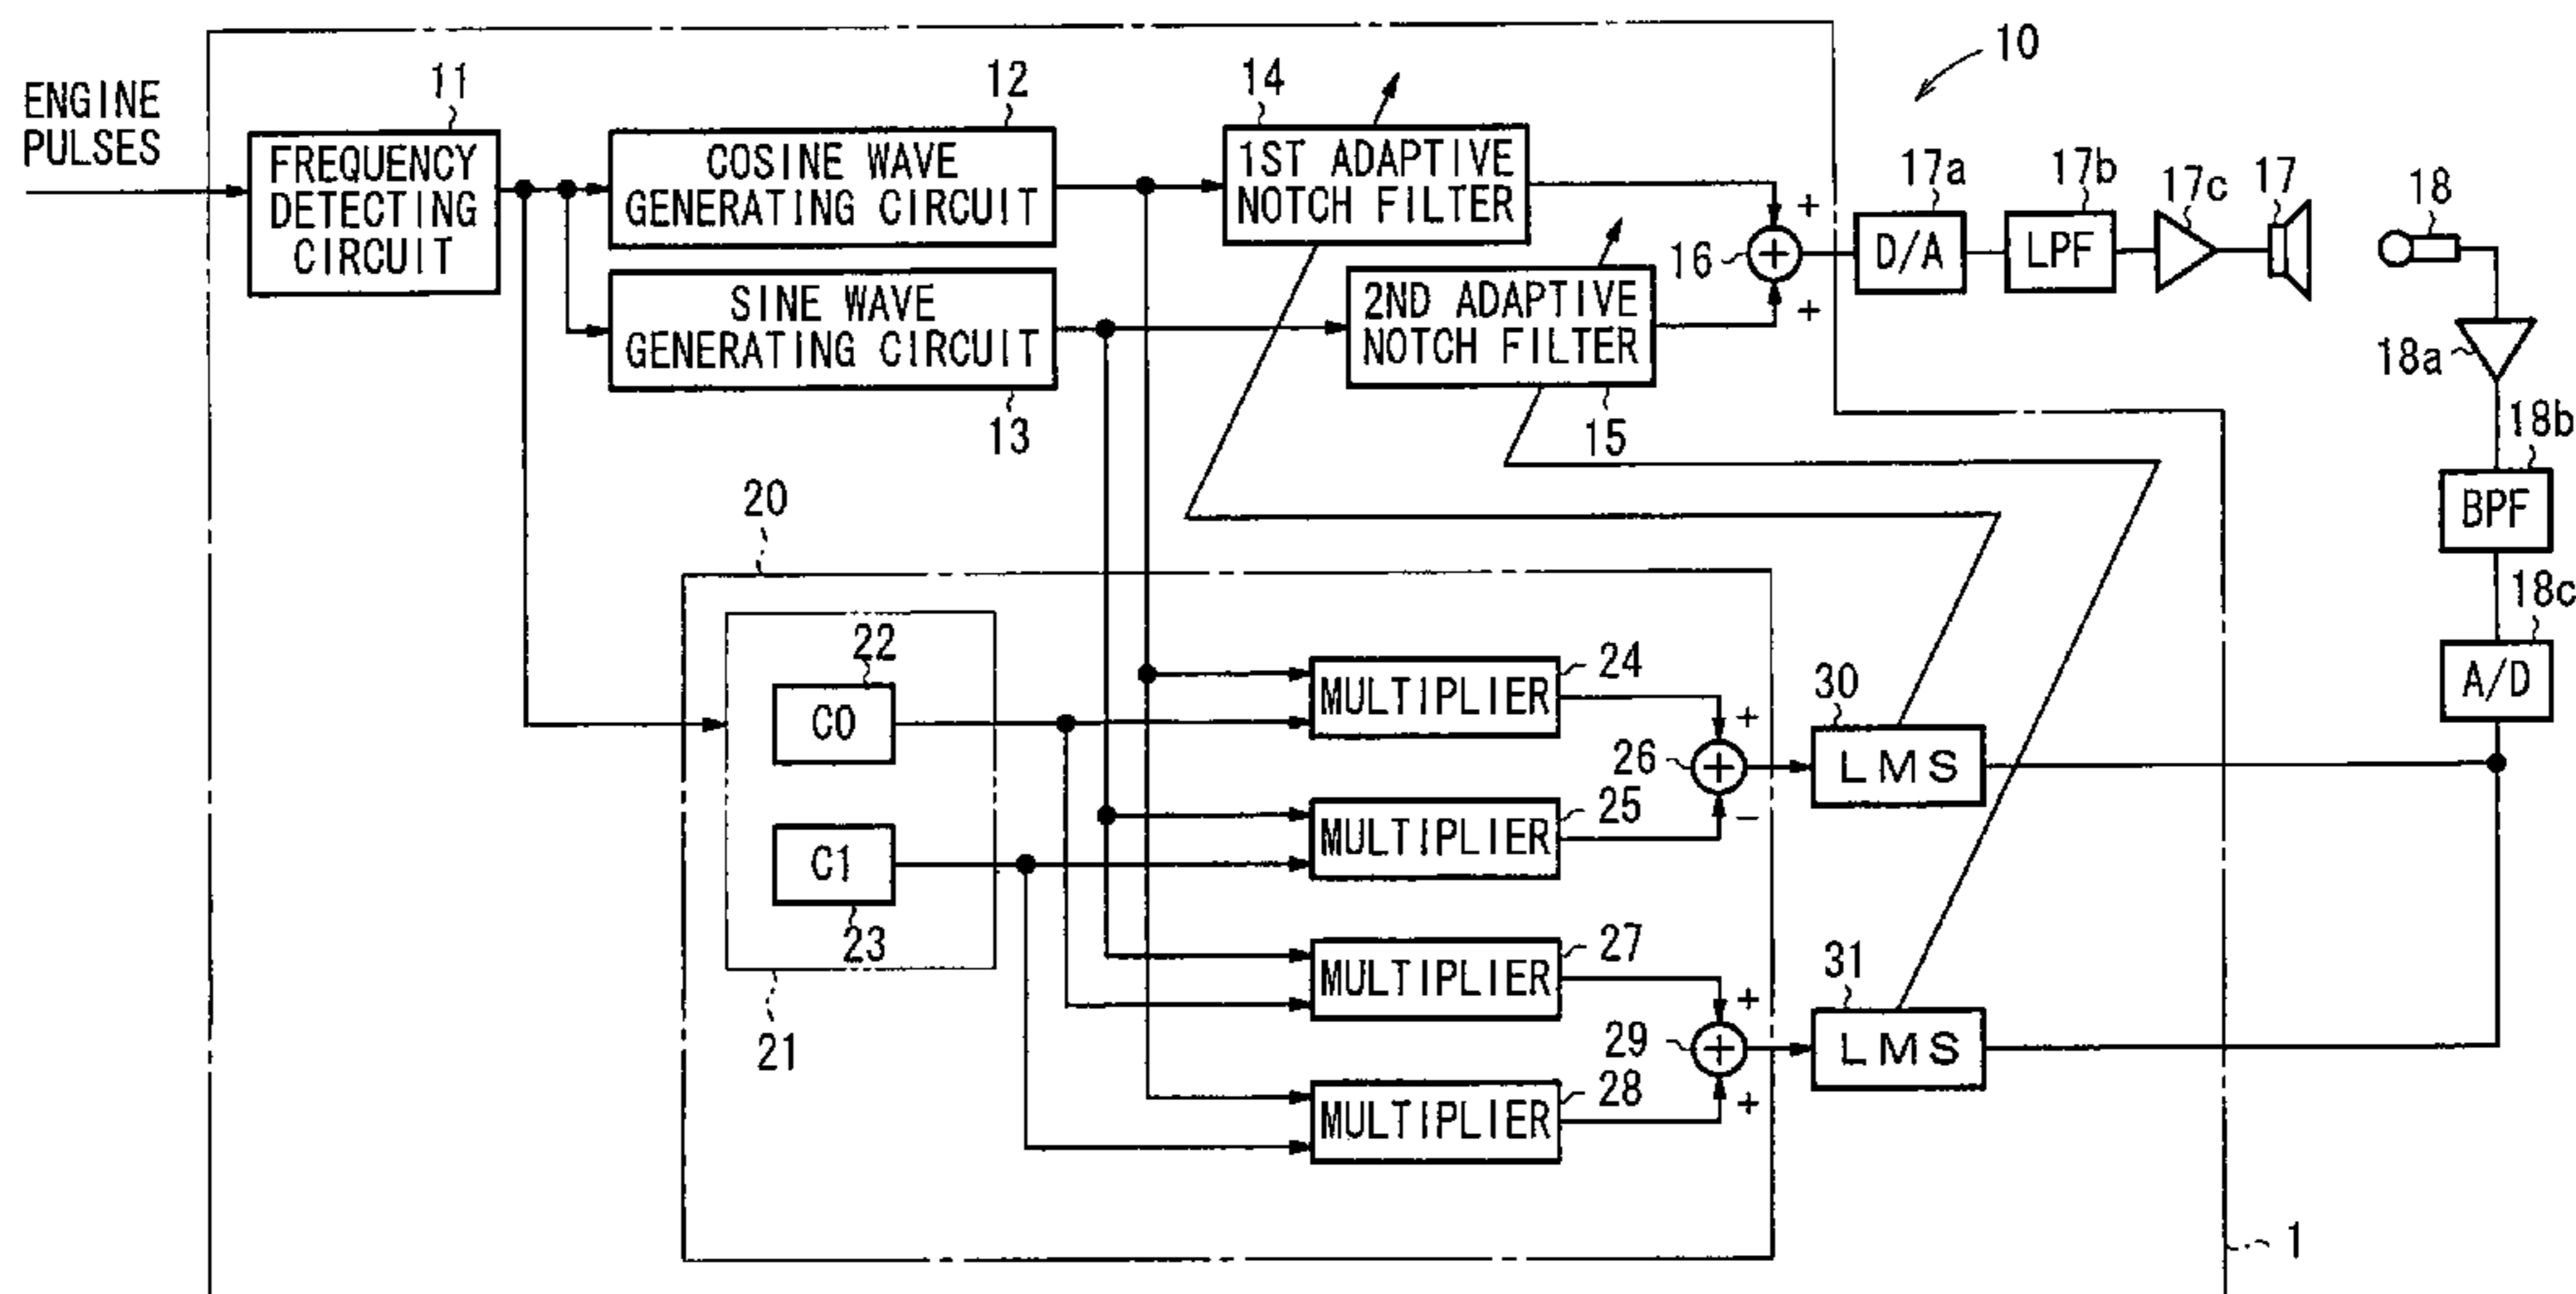 10
ENGINE
PULSES
11
FREQUENCY
DETECTING
CIRCUIT
12
COSINE WAVE
GENERATING CIRCUIT
SINE WAVE
GENERATING CIRCUIT
13
14
1ST ADAPTIVE
NOTCH FILTER
2ND ADAPTIVE
NOTCH FILTER
15
+
16
+
17a
D/A
17b
LPF
17c
17
18
18a
18b
BPF
18c
A/D
20
22
C0
C1
23
21
MULTIPLIER
24
MULTIPLIER
25
+
26
−
MULTIPLIER
27
MULTIPLIER
28
+
29
+
30
LMS
31
LMS
1